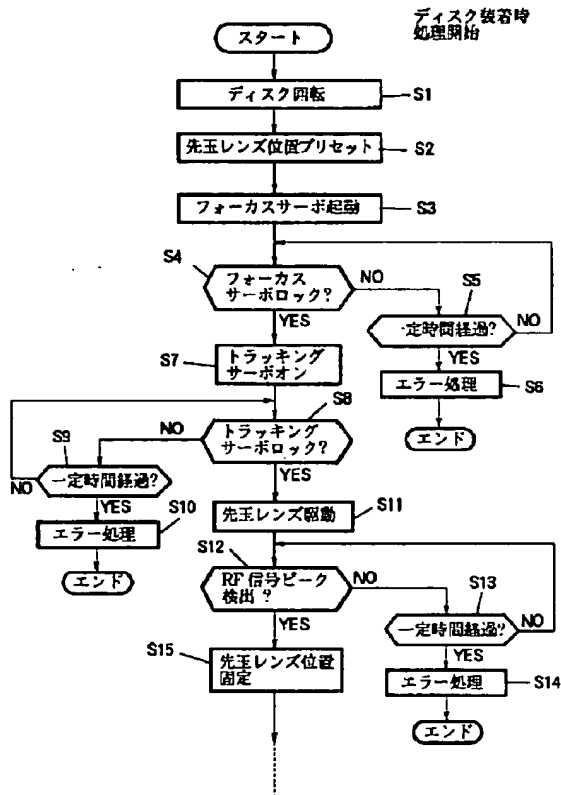 ディスク装着時
処理開始
スタート
ディスク回転
S1
先玉レンズ位置プリセット
S2
フォーカスサーボ起動
S3
S4
フォーカス
サーボロック?
NO
YES
S5
一定時間経過?
NO
YES
エラー処理
S6
エンド
S7
トラッキング
サーボオン
S8
トラッキング
サーボロック?
NO
YES
S9
一定時間経過?
NO
YES
S10
エラー処理
エンド
先玉レンズ駆動
S11
S12
RF信号ピーク
検出?
NO
YES
S13
一定時間経過?
NO
YES
エラー処理
S14
エンド
S15
先玉レンズ位置
固定